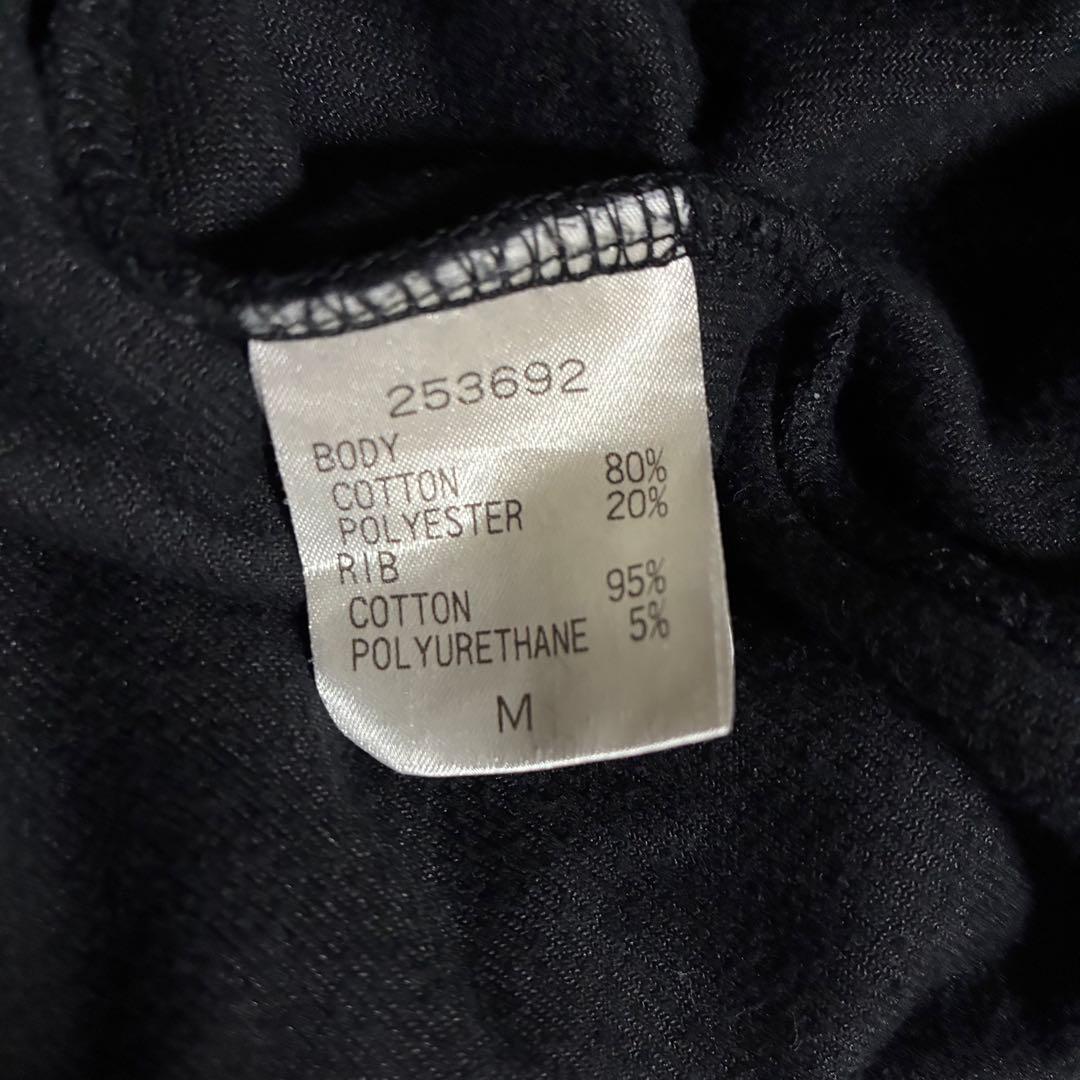 253692
BODY
COTTON 80%
POLYESTER 20%
RIB
COTTON 95%
POLYURETHANE 5%
M